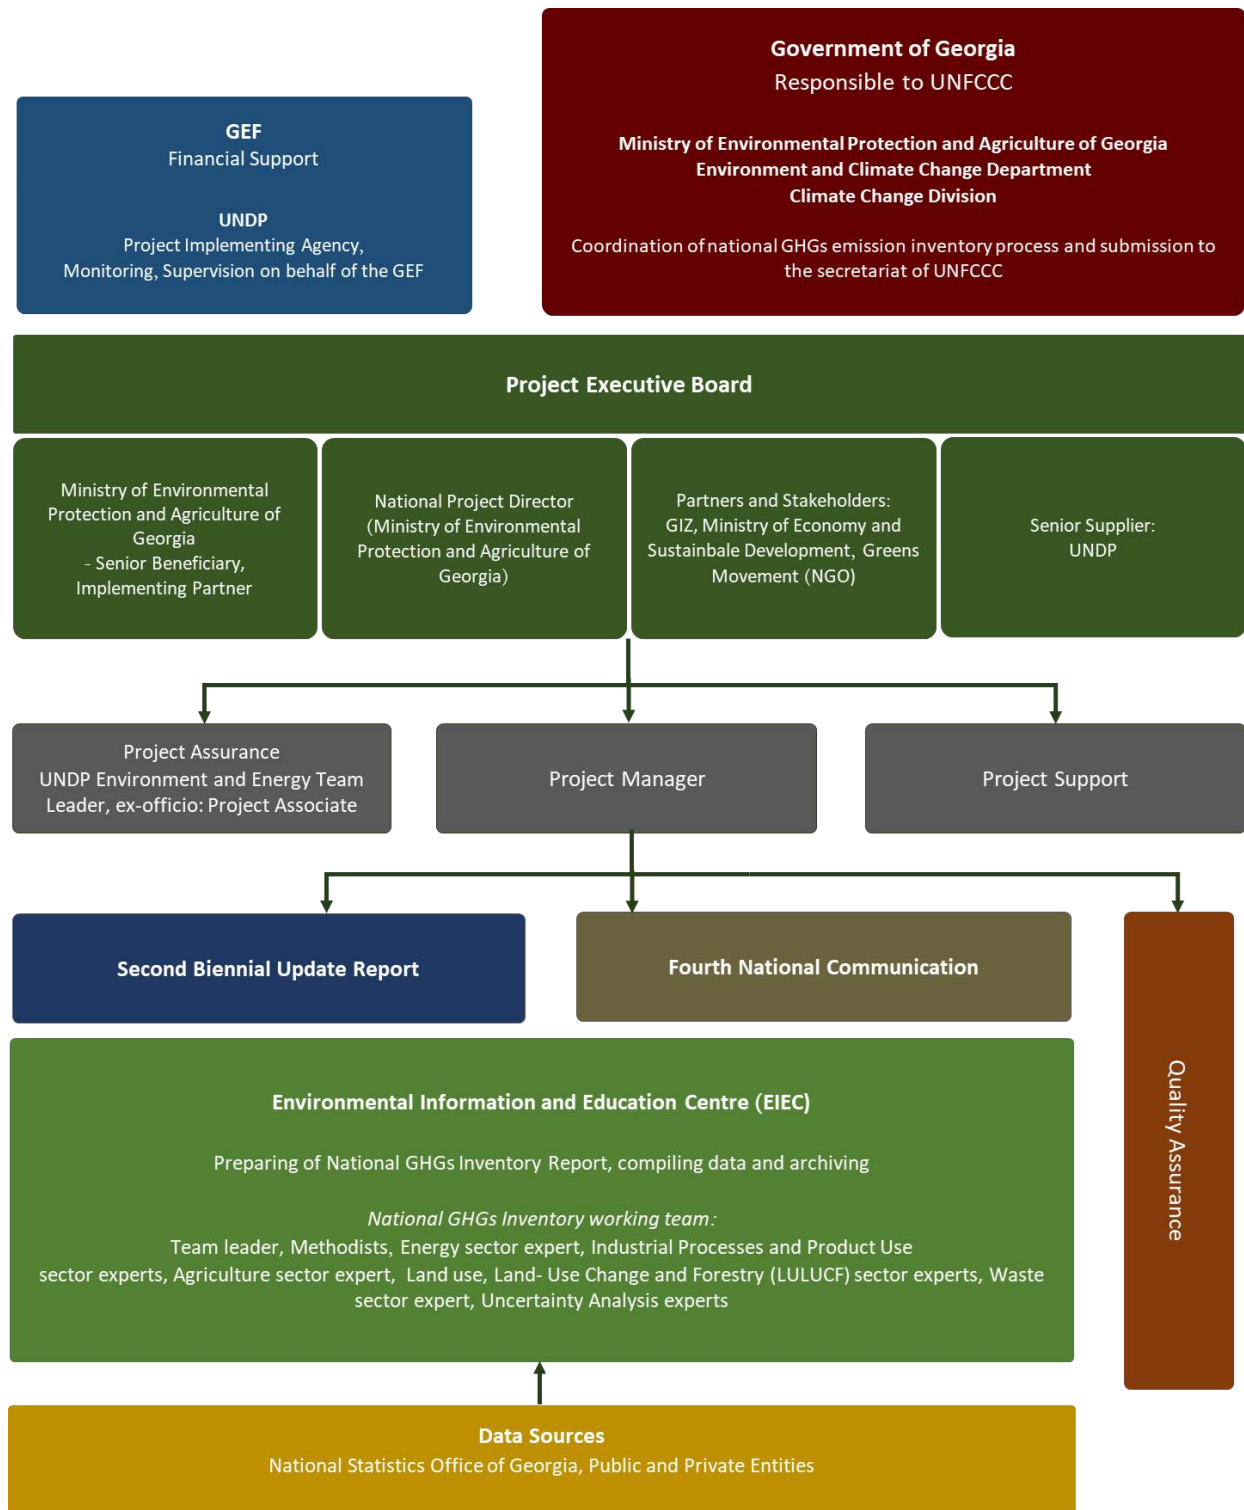 GEF
Financial Support
UNDP
Project Implementing Agency,
Monitoring, Supervision on behalf of the GEF
Government of Georgia
Responsible to UNFCCC
Ministry of Environmental Protection and Agriculture of Georgia
Environment and Climate Change Department
Climate Change Division
Coordination of national GHGs emission inventory process and submission to
the secretariat of UNFCCC
Project Executive Board
Ministry of Environmental
Protection and Agriculture of
Georgia
- Senior Beneficiary,
Implementing Partner
National Project Director
(Ministry of Environmental
Protection and Agriculture of
Georgia)
Partners and Stakeholders:
GIZ, Ministry of Economy and
Sustainbale Development, Greens
Movement (NGO)
Senior Supplier:
UNDP
Project Assurance
UNDP Environment and Energy Team
Leader, ex-officio: Project Associate
Project Manager
Project Support
Second Biennial Update Report
Fourth National Communication
Quality Assurance
Environmental Information and Education Centre (EIEC)
Preparing of National GHGs Inventory Report, compiling data and archiving
National GHGs Inventory working team:
Team leader, Methodists, Energy sector expert, Industrial Processes and Product Use
sector experts, Agriculture sector expert, Land use, Land- Use Change and Forestry (LULUCF) sector experts, Waste
sector expert, Uncertainty Analysis experts
Data Sources
National Statistics Office of Georgia, Public and Private Entities